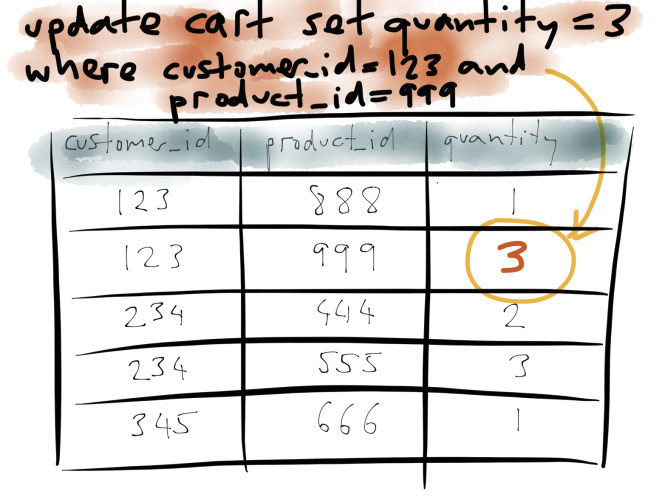 update cart set quantity = 3
where customer_id = 123 and
product_id = 999
customer_id product_id quantity
123 888 1
123 999 3
234 444 2
234 555 3
345 666 1